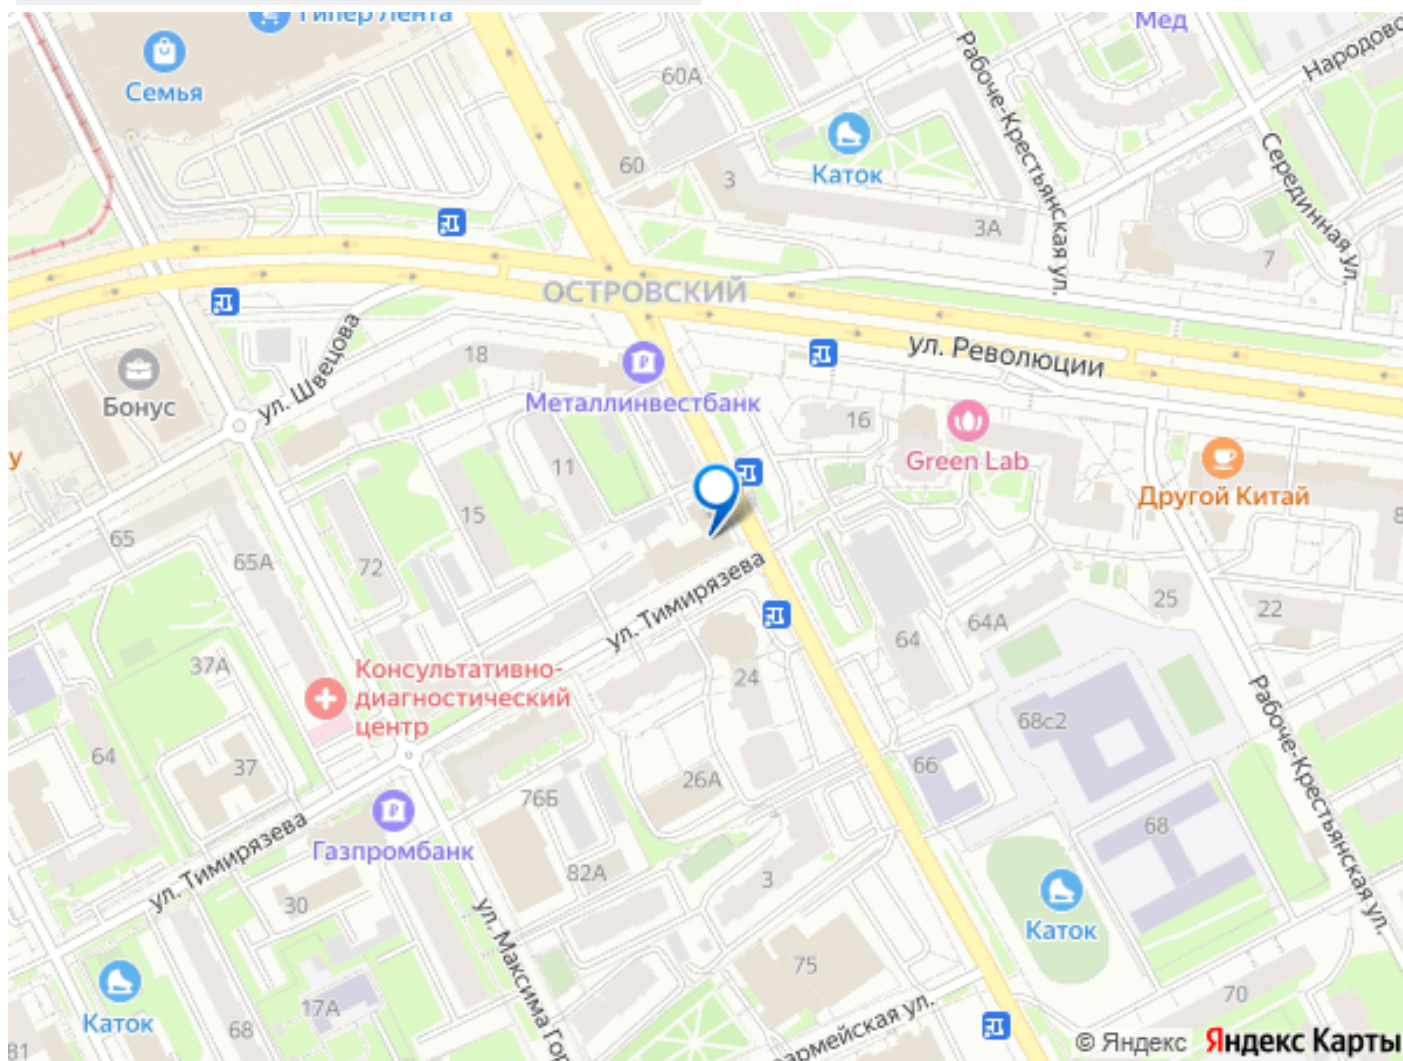 Гипер Лента
Семья
60А
60
3
Каток
3А
Мед
Рабоче-Крестьянская ул.
Народовс
Серединная ул.
7
ОСТРОВСКИЙ
ул. Революции
ул. Швецова
18
Металлинвестбанк
Бонус
у
16
Green Lab
Другой Китай
8
11
15
65
65А
72
ул. Тимирязева
25
22
64А
64
24
37А
Консультативно-
диагностический
центр
64
37
68с2
Рабоче-Крестьянская ул.
66
26А
76Б
Газпромбанк
ул. Тимирязева
68
82А
3
30
ул. Максима Гор
Каток
75
Каток
17А
68
70
81
армейская ул.
© Яндекс Яндекс Карты